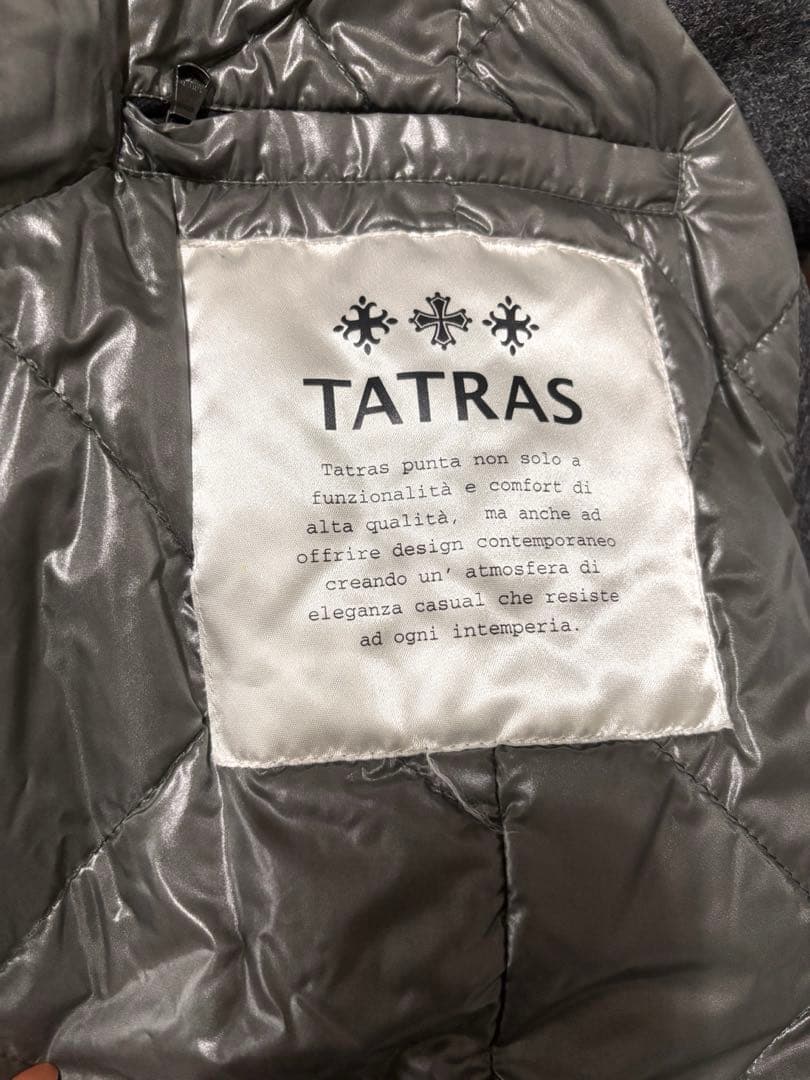 TATRAS
Tatras punta non solo a
funzionalità e comfort di
alta qualità, ma anche ad
offrire design contemporaneo
creando un' atmosfera di
eleganza casual che resiste
ad ogni intemperia.